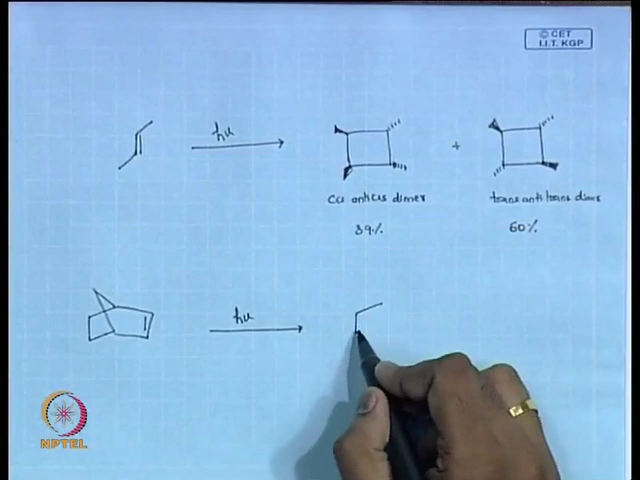 © CET
I.I.T. KGP
hν
+
cis anti cis dimer
trans anti trans dimer
39%
60%
hν
NPTEL